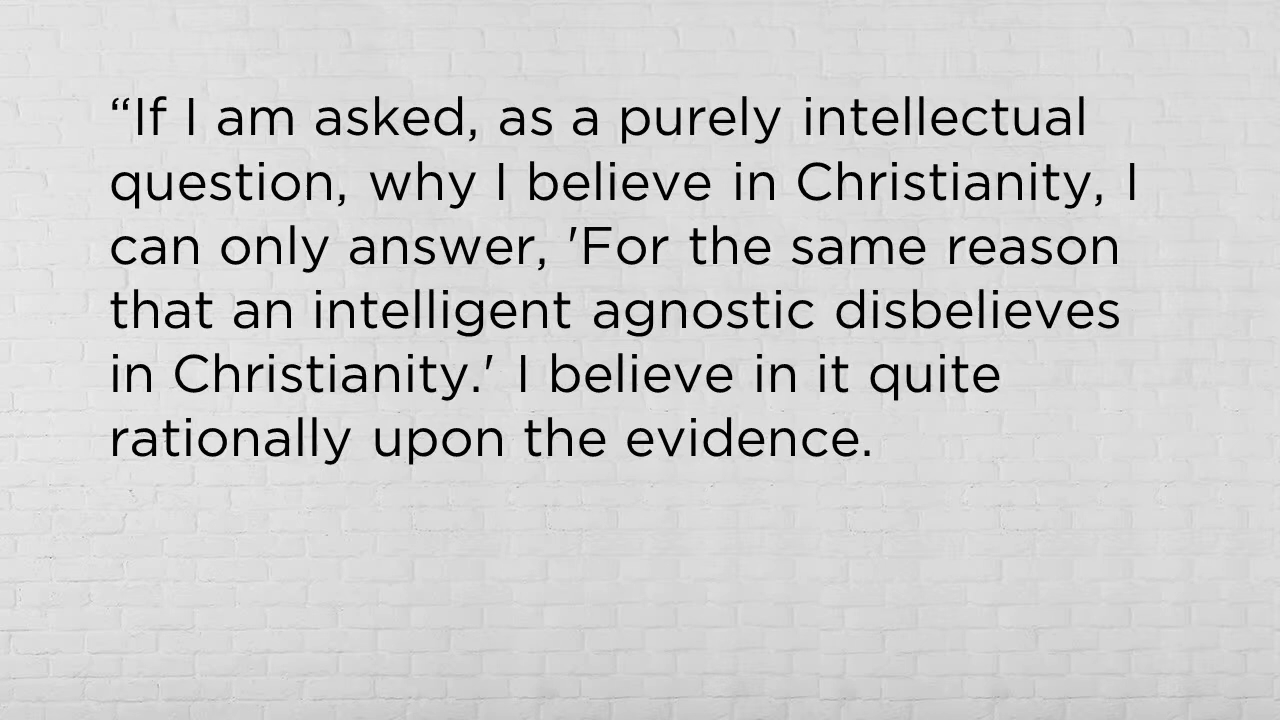 “If I am asked, as a purely intellectual
question, why I believe in Christianity, I
can only answer, 'For the same reason
that an intelligent agnostic disbelieves
in Christianity.' I believe in it quite
rationally upon the evidence.